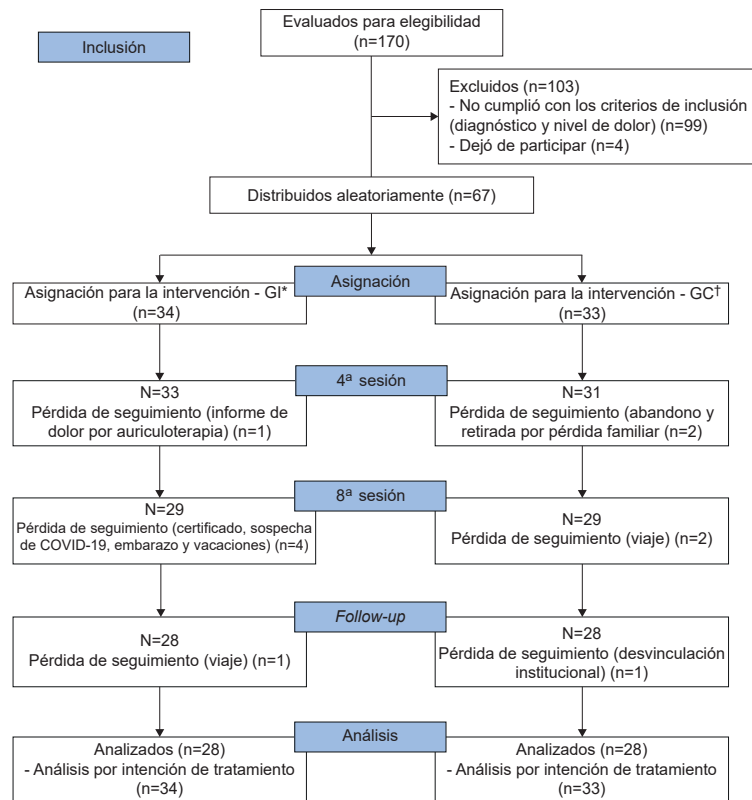 Inclusión
Evaluados para elegibilidad
(n=170)
Excluidos (n=103)
- No cumplió con los criterios de inclusión
(diagnóstico y nivel de dolor) (n=99)
- Dejó de participar (n=4)
Distribuidos aleatoriamente (n=67)
Asignación
Asignación para la intervención - GI*
(n=34)
Asignación para la intervención - GC†
(n=33)
4ª sesión
N=33
Pérdida de seguimiento (informe de
dolor por auriculoterapia) (n=1)
N=31
Pérdida de seguimiento (abandono y
retirada por pérdida familiar (n=2)
8ª sesión
N=29
Pérdida de seguimiento (certificado, sospecha
de COVID-19, embarazo y vacaciones) (n=4)
N=29
Pérdida de seguimiento (viaje) (n=2)
Follow-up
N=28
Pérdida de seguimiento (viaje) (n=1)
N=28
Pérdida de seguimiento (desvinculación
institucional) (n=1)
Análisis
Analizados (n=28)
- Análisis por intención de tratamiento
(n=34)
Analizados (n=28)
- Análisis por intención de tratamiento
(n=33)